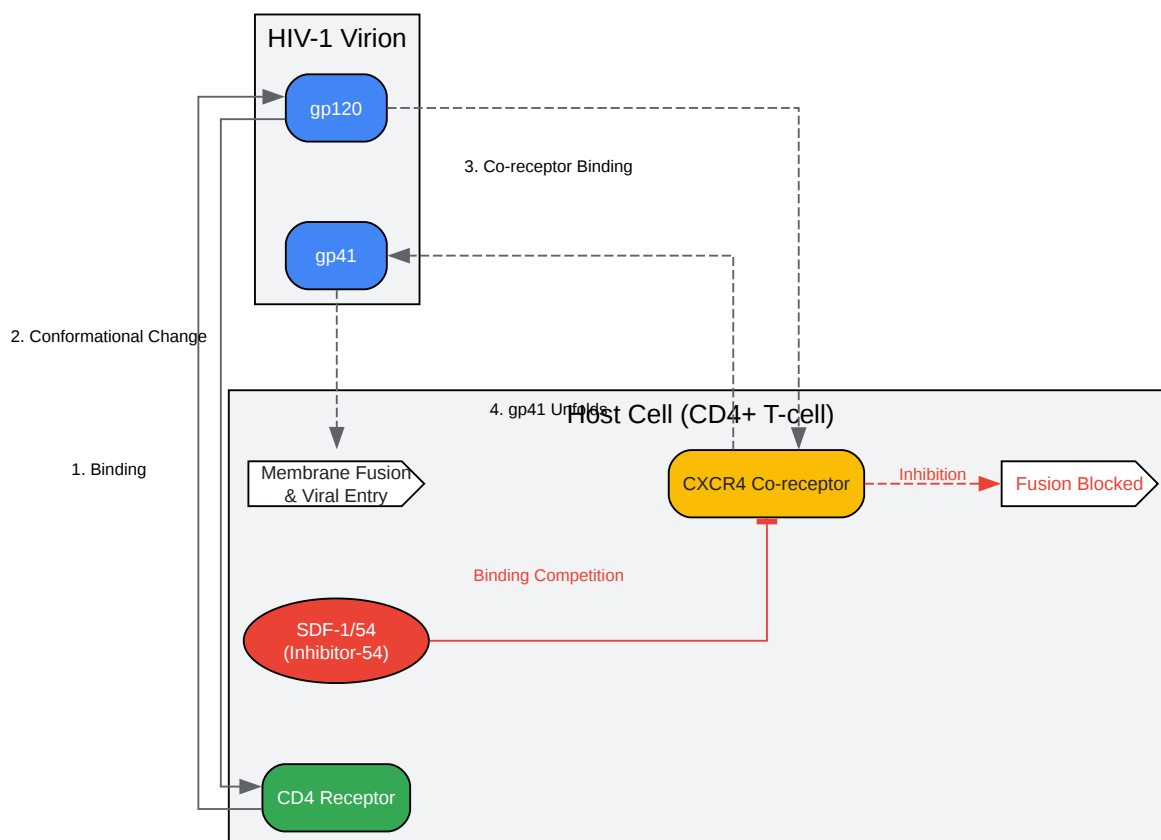 HIV-1 Virion
gp120
3. Co-receptor Binding
gp41
2. Conformational Change
4. gp41 Unfolds
Host Cell (CD4+ T-cell)
1. Binding
Membrane Fusion
& Viral Entry
CXCR4 Co-receptor
Inhibition
Fusion Blocked
Binding Competition
SDF-1/54
(Inhibitor-54)
CD4 Receptor